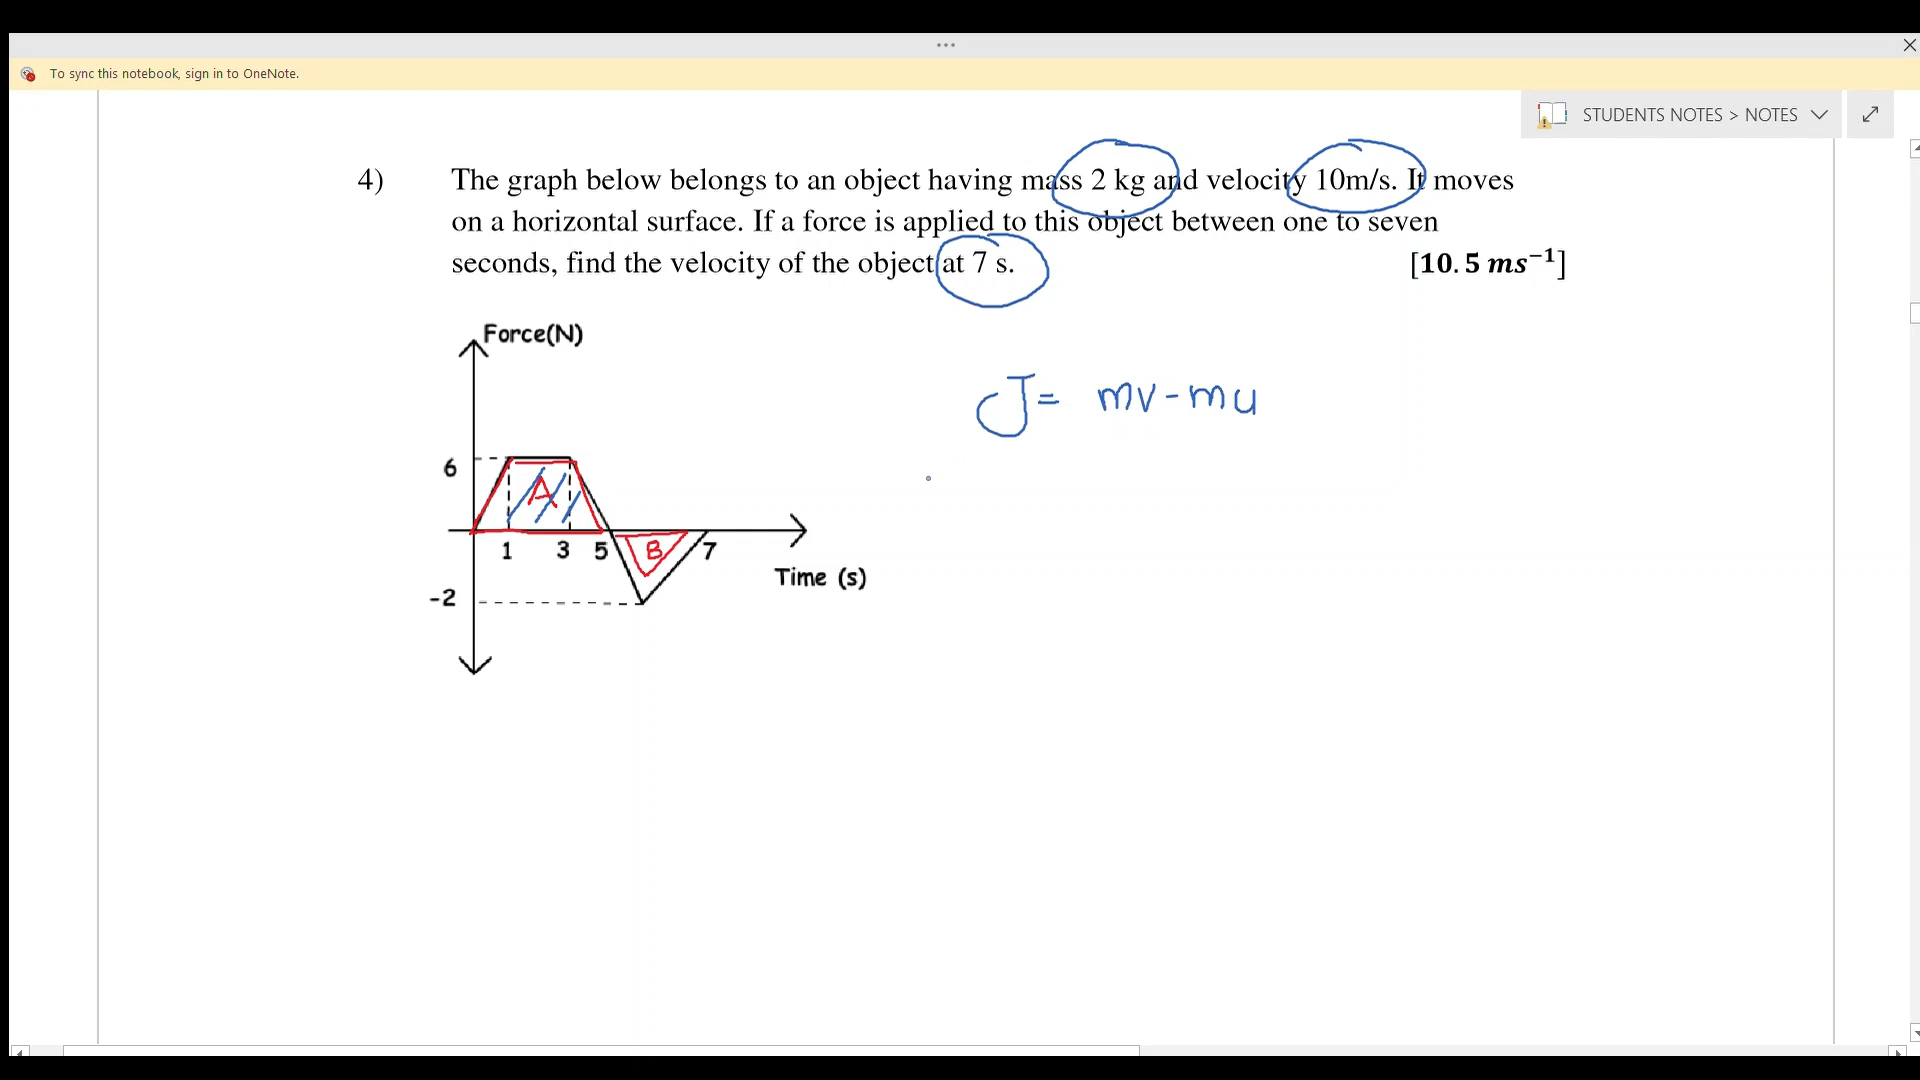 To sync this notebook, sign in to OneNote.
STUDENTS NOTES > NOTES
4) The graph below belongs to an object having mass 2 kg and velocity 10m/s. It moves
on a horizontal surface. If a force is applied to this object between one to seven
seconds, find the velocity of the object at 7 s. [10.5 ms⁻¹]
Force(N)
J = mv - mu
6
A
1 3 5 B 7
Time (s)
-2